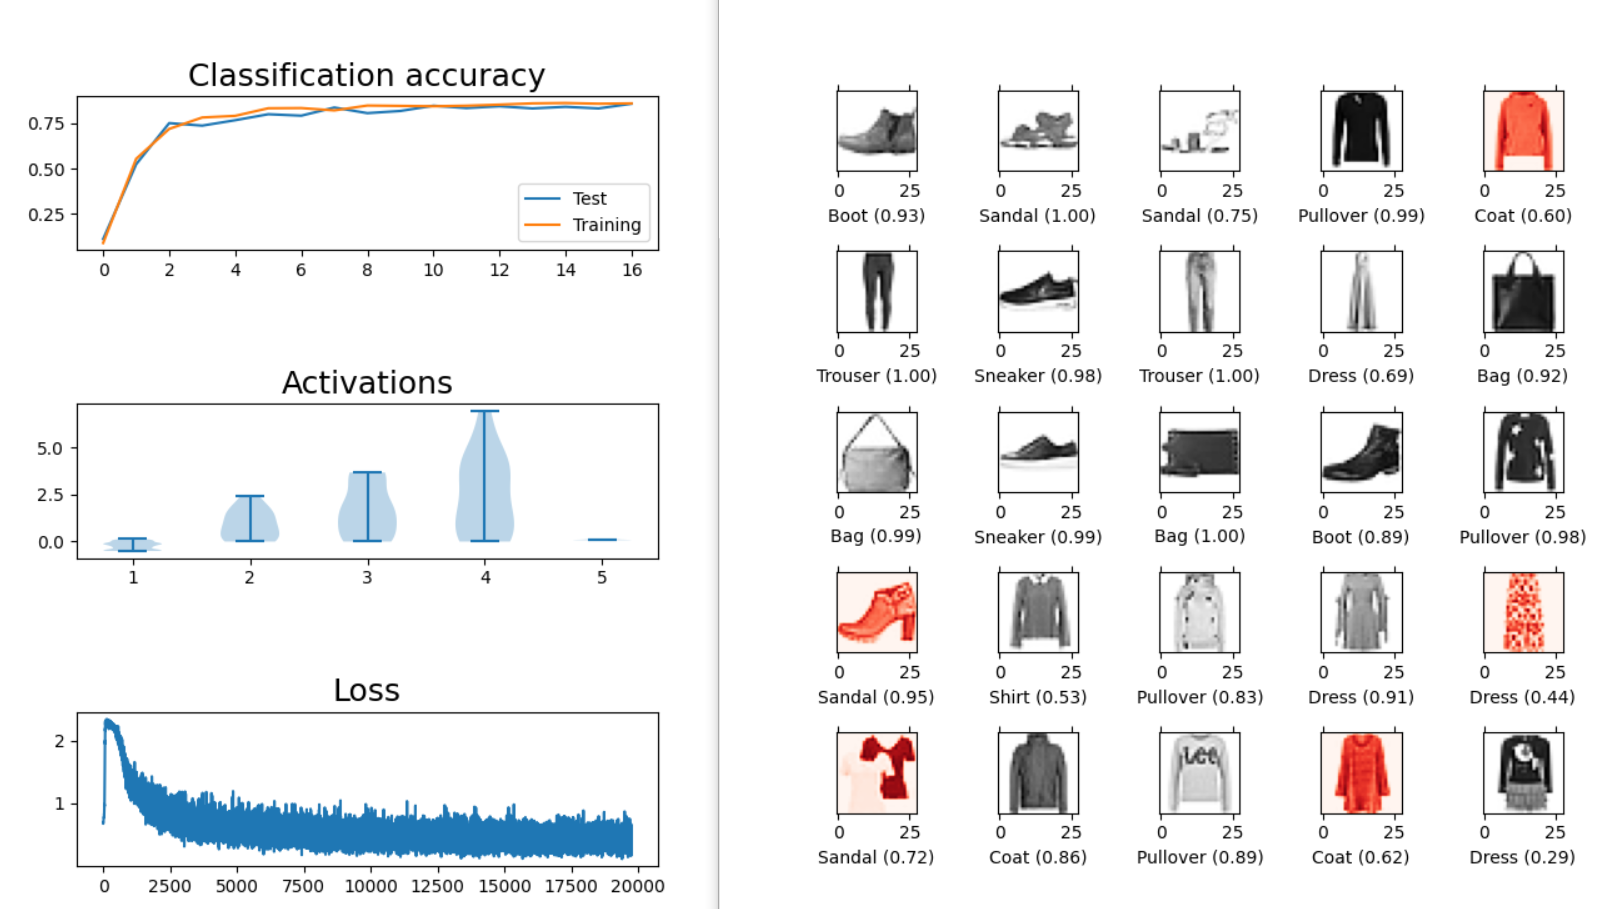 Classification accuracy
0.75
0.50
0.25
Test
Training
0 2 4 6 8 10 12 14 16
Activations
5.0
2.5
0.0
1 2 3 4 5
Loss
2
1
0 2500 5000 7500 10000 12500 15000 17500 20000
0 25 0 25 0 25 0 25 0 25
Boot (0.93) Sandal (1.00) Sandal (0.75) Pullover (0.99) Coat (0.60)
0 25 0 25 0 25 0 25 0 25
Trouser (1.00) Sneaker (0.98) Trouser (1.00) Dress (0.69) Bag (0.92)
0 25 0 25 0 25 0 25 0 25
Bag (0.99) Sneaker (0.99) Bag (1.00) Boot (0.89) Pullover (0.98)
0 25 0 25 0 25 0 25 0 25
Sandal (0.95) Shirt (0.53) Pullover (0.83) Dress (0.91) Dress (0.44)
Lee
0 25 0 25 0 25 0 25 0 25
Sandal (0.72) Coat (0.86) Pullover (0.89) Coat (0.62) Dress (0.29)